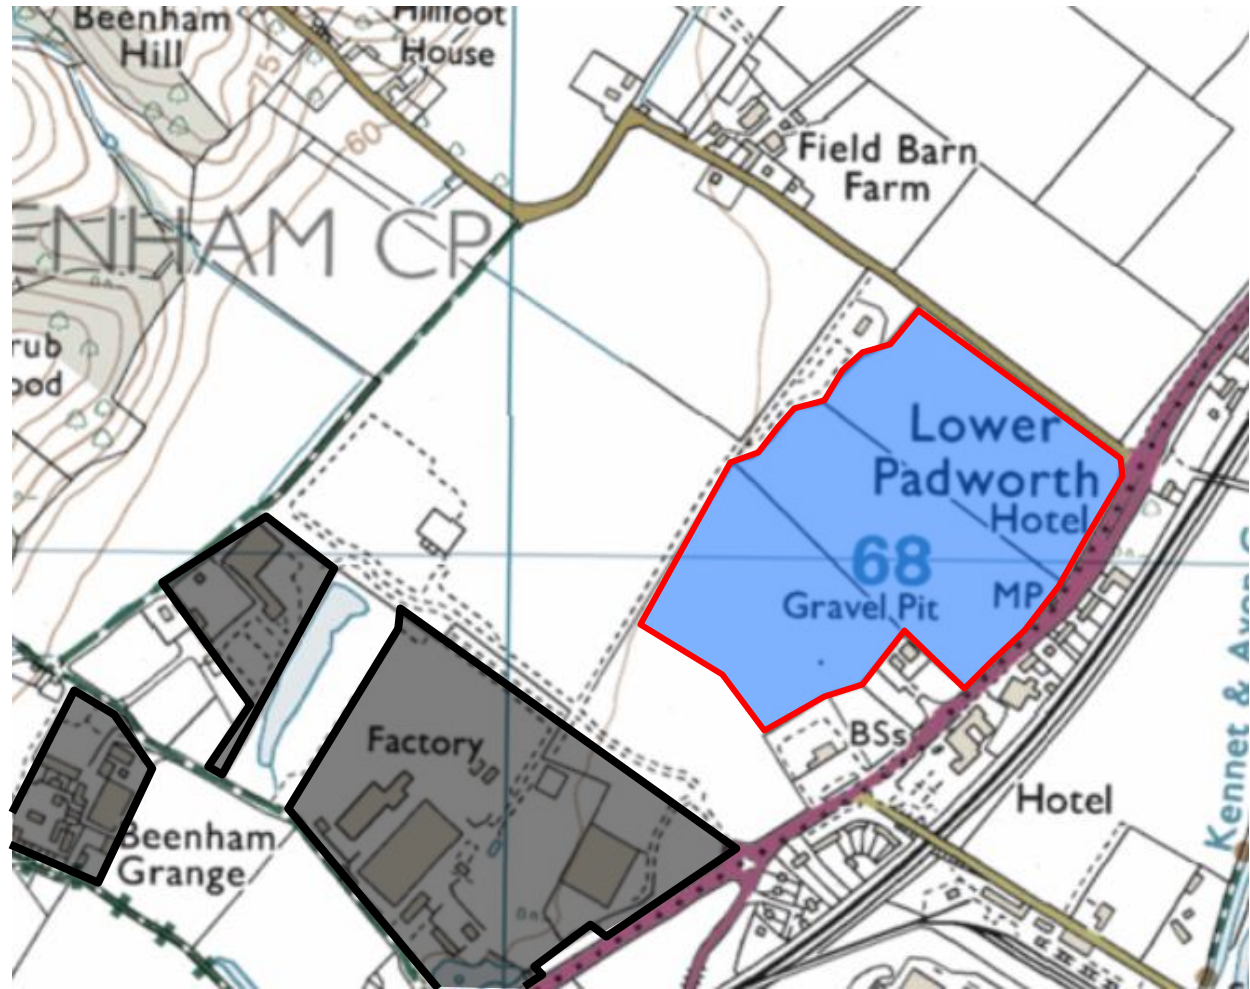 Beenham
Hill
Hillfoot
House
75
60
Field Barn
Farm
ENHAM CP
rub
ood
Lower
Padworth
Hotel
68
Gravel Pit
MP
BSs
Factory
Hotel
Beenham
Grange
Kennet & Avon C